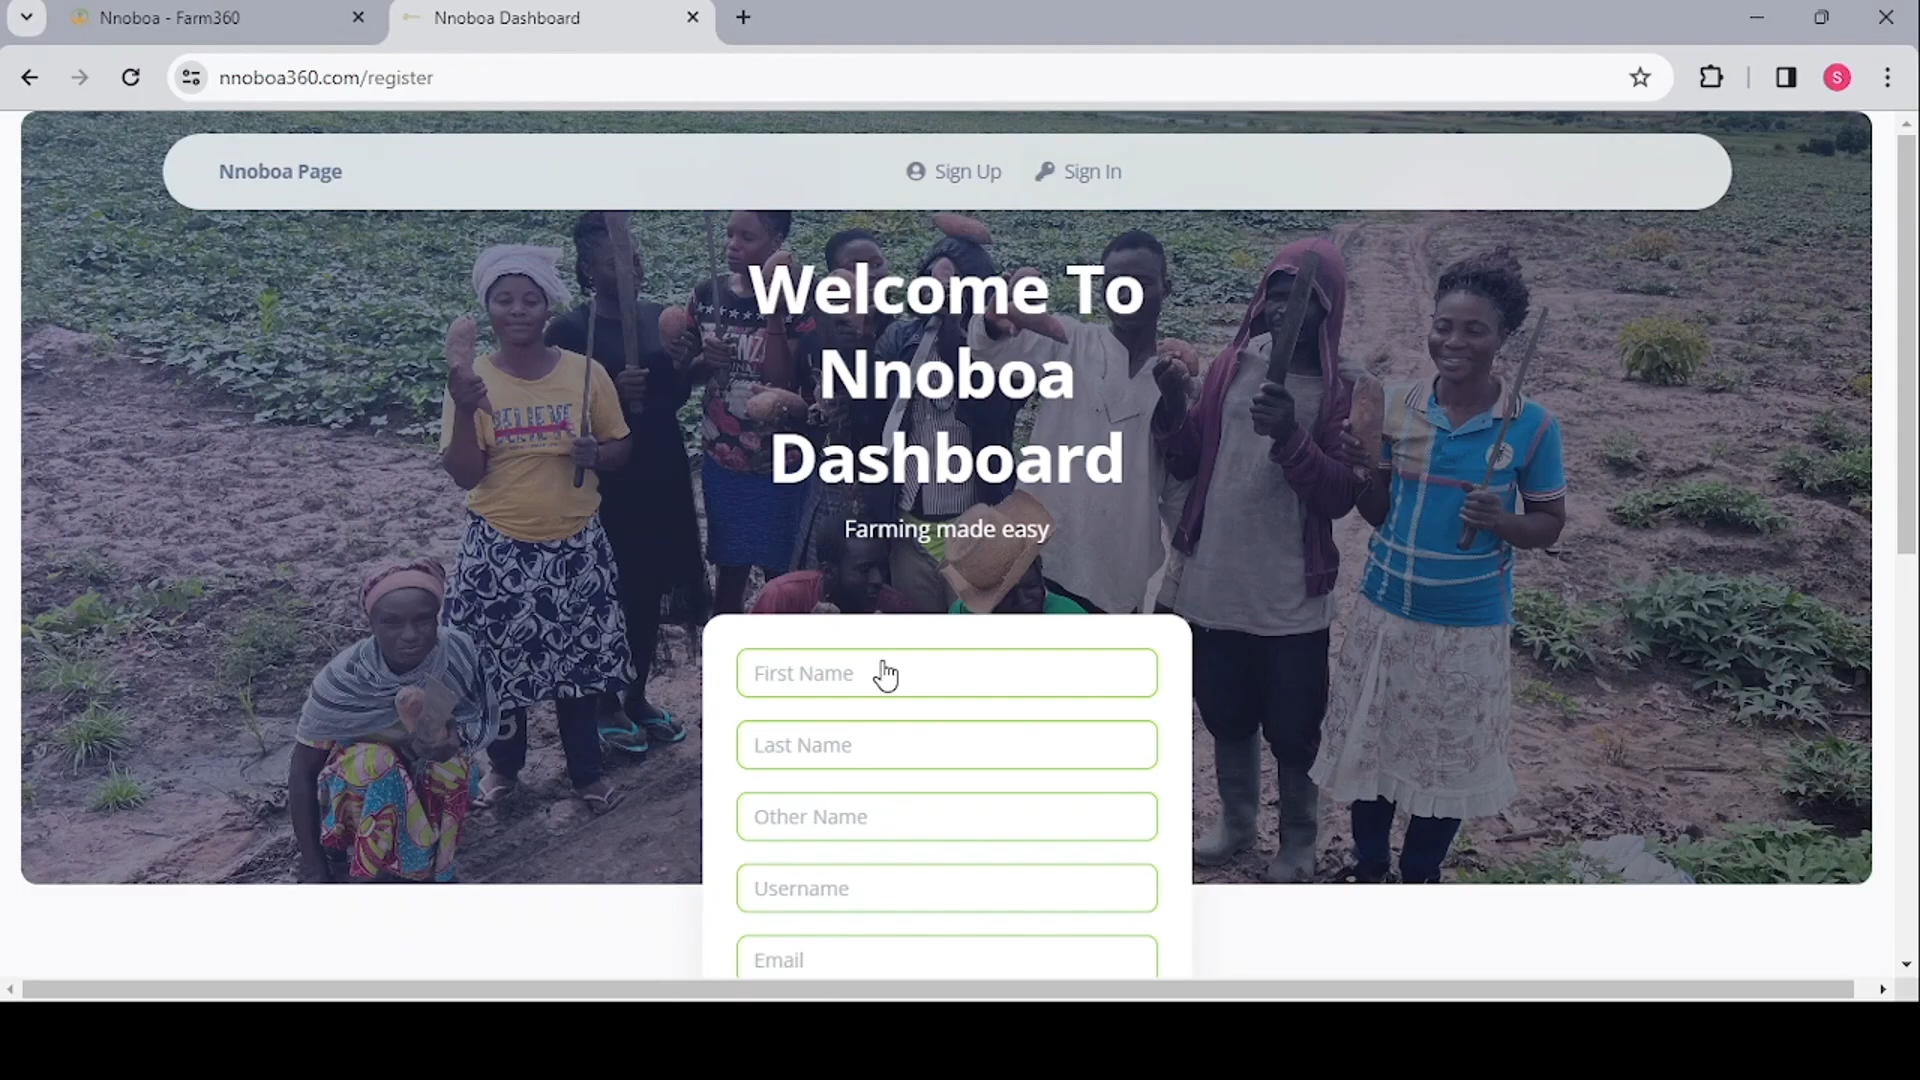 Nnoboa - Farm360
Nnoboa Dashboard
nnoboa360.com/register
S
Nnoboa Page
Sign Up
Sign In
Welcome To
Nnoboa
Dashboard
Farming made easy
BELIEVE
First Name
Last Name
Other Name
Username
Email